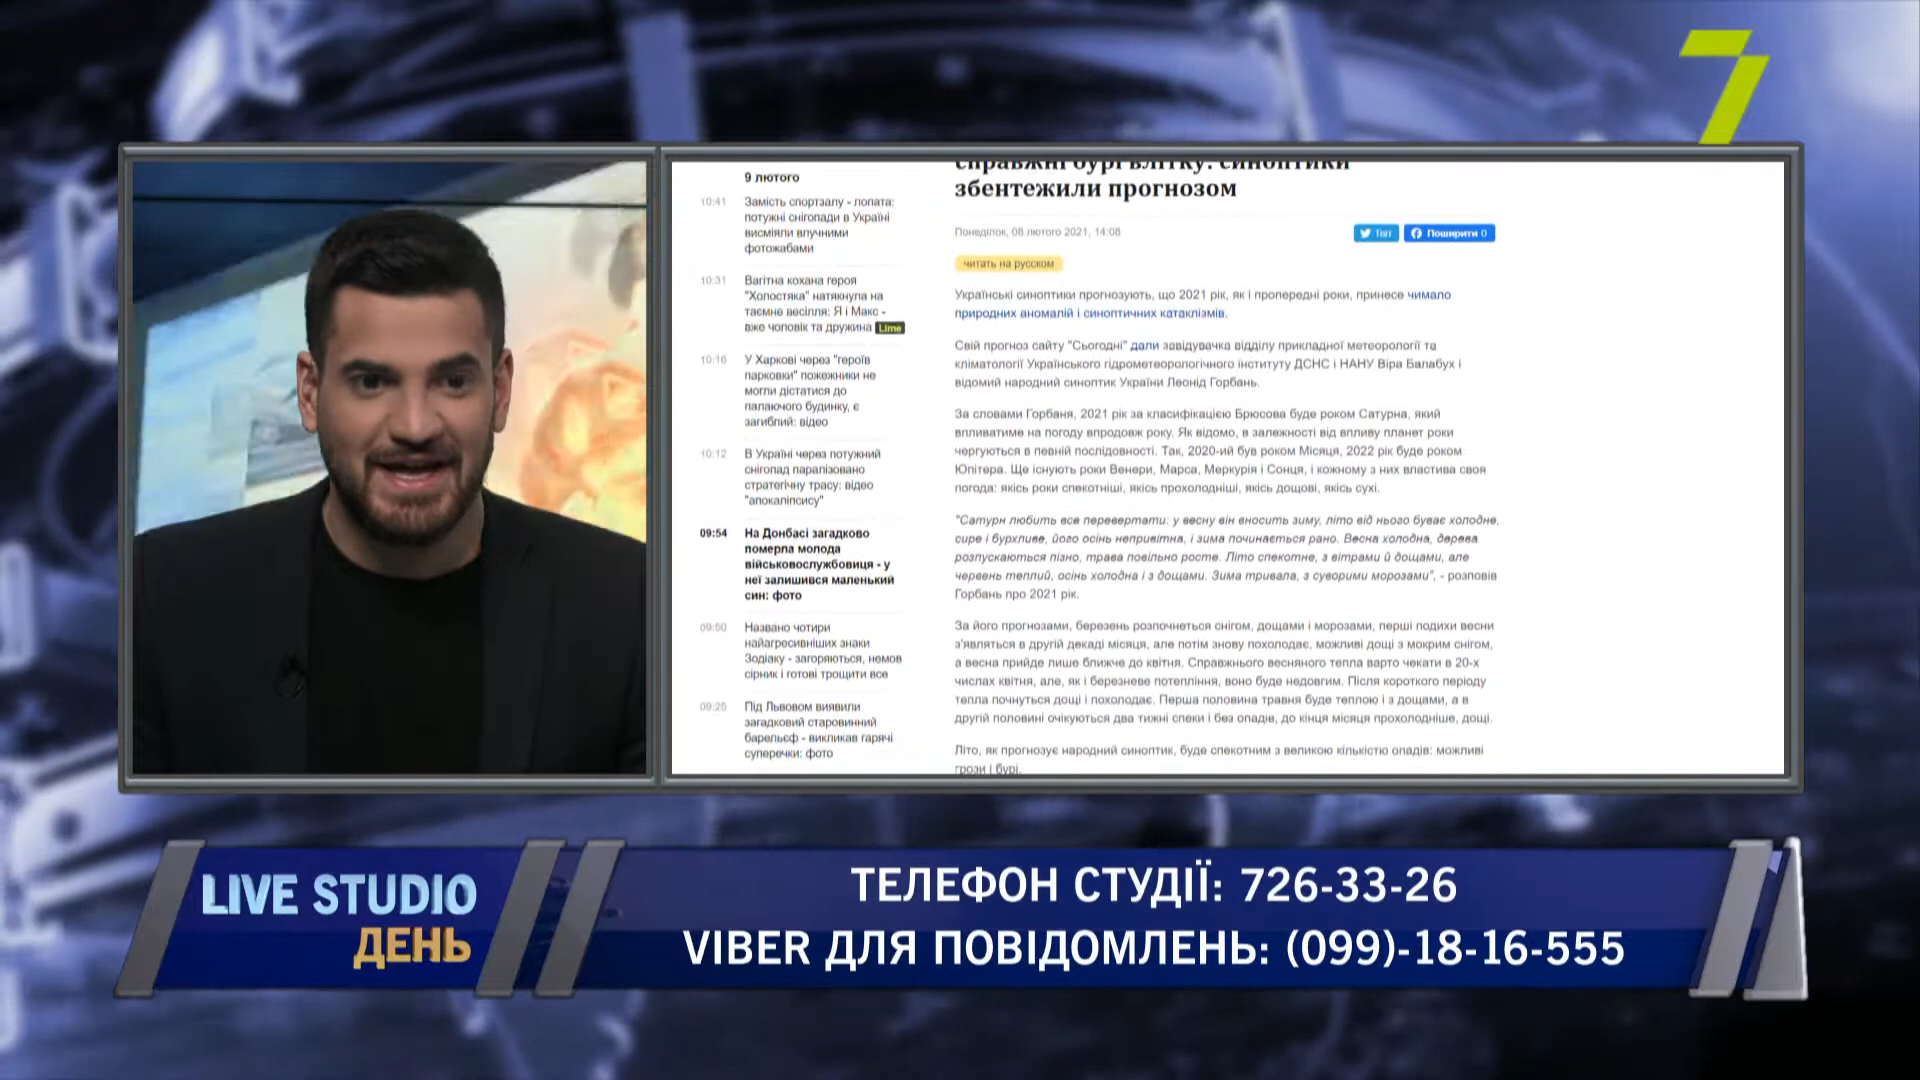 7
9 лютого
10:41
Замість спортзалу - лопата:
потужні снігопади в Україні
висміяли влучними
фотожабами
10:31
Вагітна кохана героя
"Холостяка" натякнула на
таємне весілля: Я і Макс -
вже чоловік та дружина Lime
10:16
У Харкові через "героїв
парковки" пожежники не
могли дістатися до
палаючого будинку, є
загиблий: відео
10:12
В Україні через потужний
снігопад паралізовано
стратегічну трасу: відео
"апокаліпсису"
09:54
На Донбасі загадково
померла молода
військовослужбовиця - у
неї залишився маленький
син: фото
09:50
Названо чотири
найагресивніших знаки
Зодіаку - загоряються, немов
сірник і готові трощити все
09:25
Під Львовом виявили
загадковий старовинний
барельєф - викликав гарячі
суперечки: фото
справжні бурі влітку: синоптики
збентежили прогнозом
Понеділок, 08 лютого 2021, 14:08
Твіт
Поширити 0
читать на русском
Українські синоптики прогнозують, що 2021 рік, як і пропередні роки, принесе чимало
природних аномалій і синоптичних катаклізмів.
Свій прогноз сайту "Сьогодні" дали завідувачка відділу прикладної метеорології та
кліматології Українського гідрометеорологічного інституту ДСНС і НАНУ Віра Балабух і
відомий народний синоптик України Леонід Горбань.
За словами Горбаня, 2021 рік за класифікацією Брюсова буде роком Сатурна, який
впливатиме на погоду впродовж року. Як відомо, в залежності від впливу планет роки
чергуються в певній послідовності. Так, 2020-ий був роком Місяця, 2022 рік буде роком
Юпітера. Ще існують роки Венери, Марса, Меркурія і Сонця, і кожному з них властива своя
погода: якісь роки спекотніші, якісь прохолодніші, якісь дощові, якісь сухі.
"Сатурн любить все перевертати: у весну він вносить зиму, літо від нього буває холодне,
сире і бурхливе, його осінь непривітна, і зима починається рано. Весна холодна, дерева
розпускаються пізно, трава повільно росте. Літо спекотне, з вітрами й дощами, але
червень теплий, осінь холодна і з дощами. Зима тривала, з суворими морозами", - розповів
Горбань про 2021 рік.
За його прогнозами, березень розпочнеться снігом, дощами і морозами, перші подихи весни
з'являться в другій декаді місяця, але потім знову похолодає, можливі дощі з мокрим снігом,
а весна прийде лише ближче до квітня. Справжнього весняного тепла варто чекати в 20-х
числах квітня, але, як і березневе потепління, воно буде недовгим. Після короткого періоду
тепла почнуться дощі і похолодає. Перша половина травня буде теплою і з дощами, а в
другій половині очікуються два тижні спеки і без опадів, до кінця місяця прохолодніше, дощі.
Літо, як прогнозує народний синоптик, буде спекотним з великою кількістю опадів: можливі
грози і бурі.
LIVE STUDIO
ДЕНЬ
ТЕЛЕФОН СТУДІЇ: 726-33-26
VIBER ДЛЯ ПОВІДОМЛЕНЬ: (099)-18-16-555